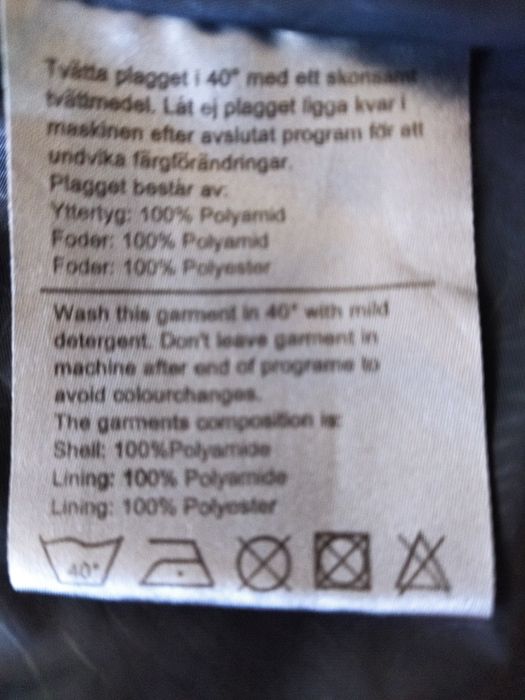 Tvätta plagget i 40° med ett skonsamt
tvättmedel. Låt ej plagget ligga kvar i
maskinen efter avslutat program för att
undvika färgförändringar.
Plagget består av:
Yttertyg: 100% Polyamid
Foder: 100% Polyamid
Foder: 100% Polyester
Wash this garment in 40° with mild
detergent. Don't leave garment in
machine after end of programe to
avoid colourchanges.
The garments composition is:
Shell: 100%Polyamide
Lining: 100% Polyamide
Lining: 100% Polyester
40°